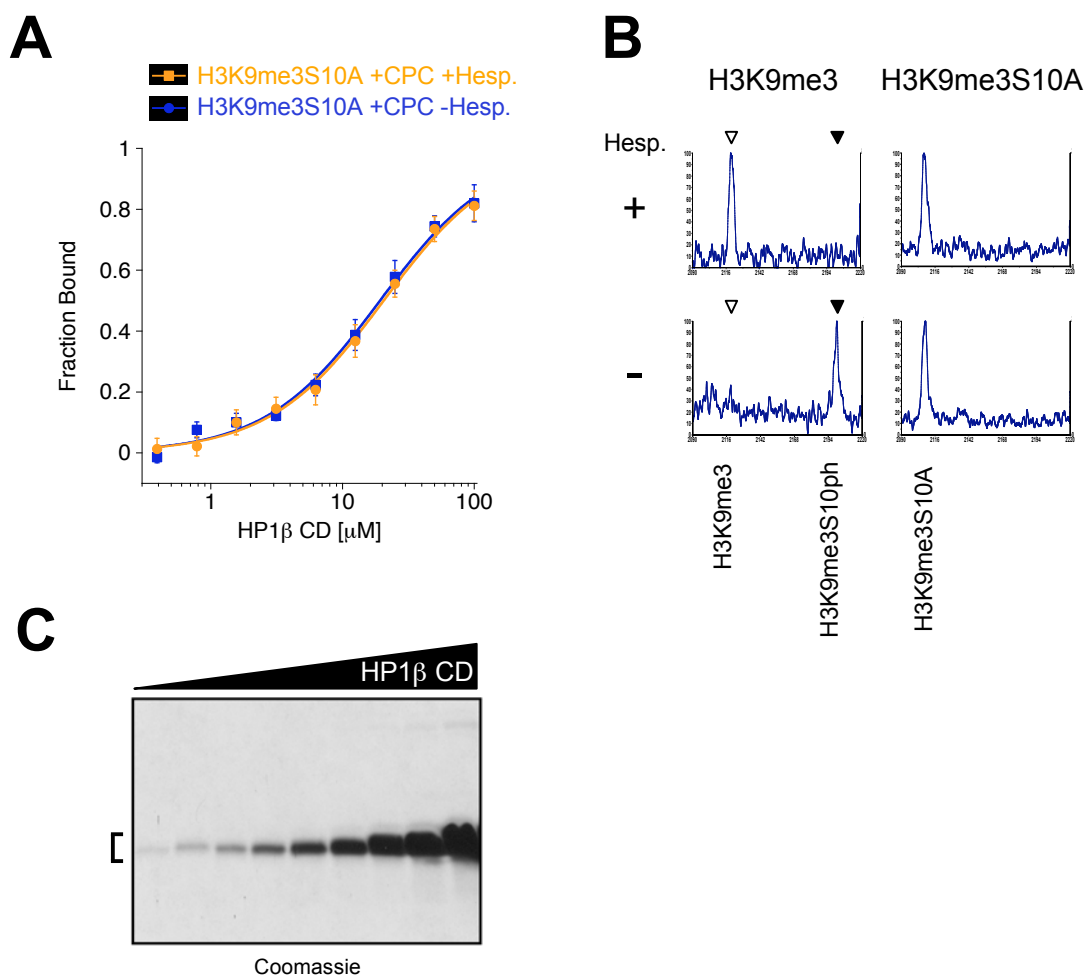 A
H3K9me3S10A +CPC +Hesp.
H3K9me3S10A +CPC -Hesp.
1
0.8
0.6
0.4
0.2
0
Fraction Bound
1 10 100
HP1β CD [μM]
B
H3K9me3 H3K9me3S10A
Hesp.
+
-
H3K9me3
H3K9me3S10ph
H3K9me3S10A
C
HP1β CD
Coomassie